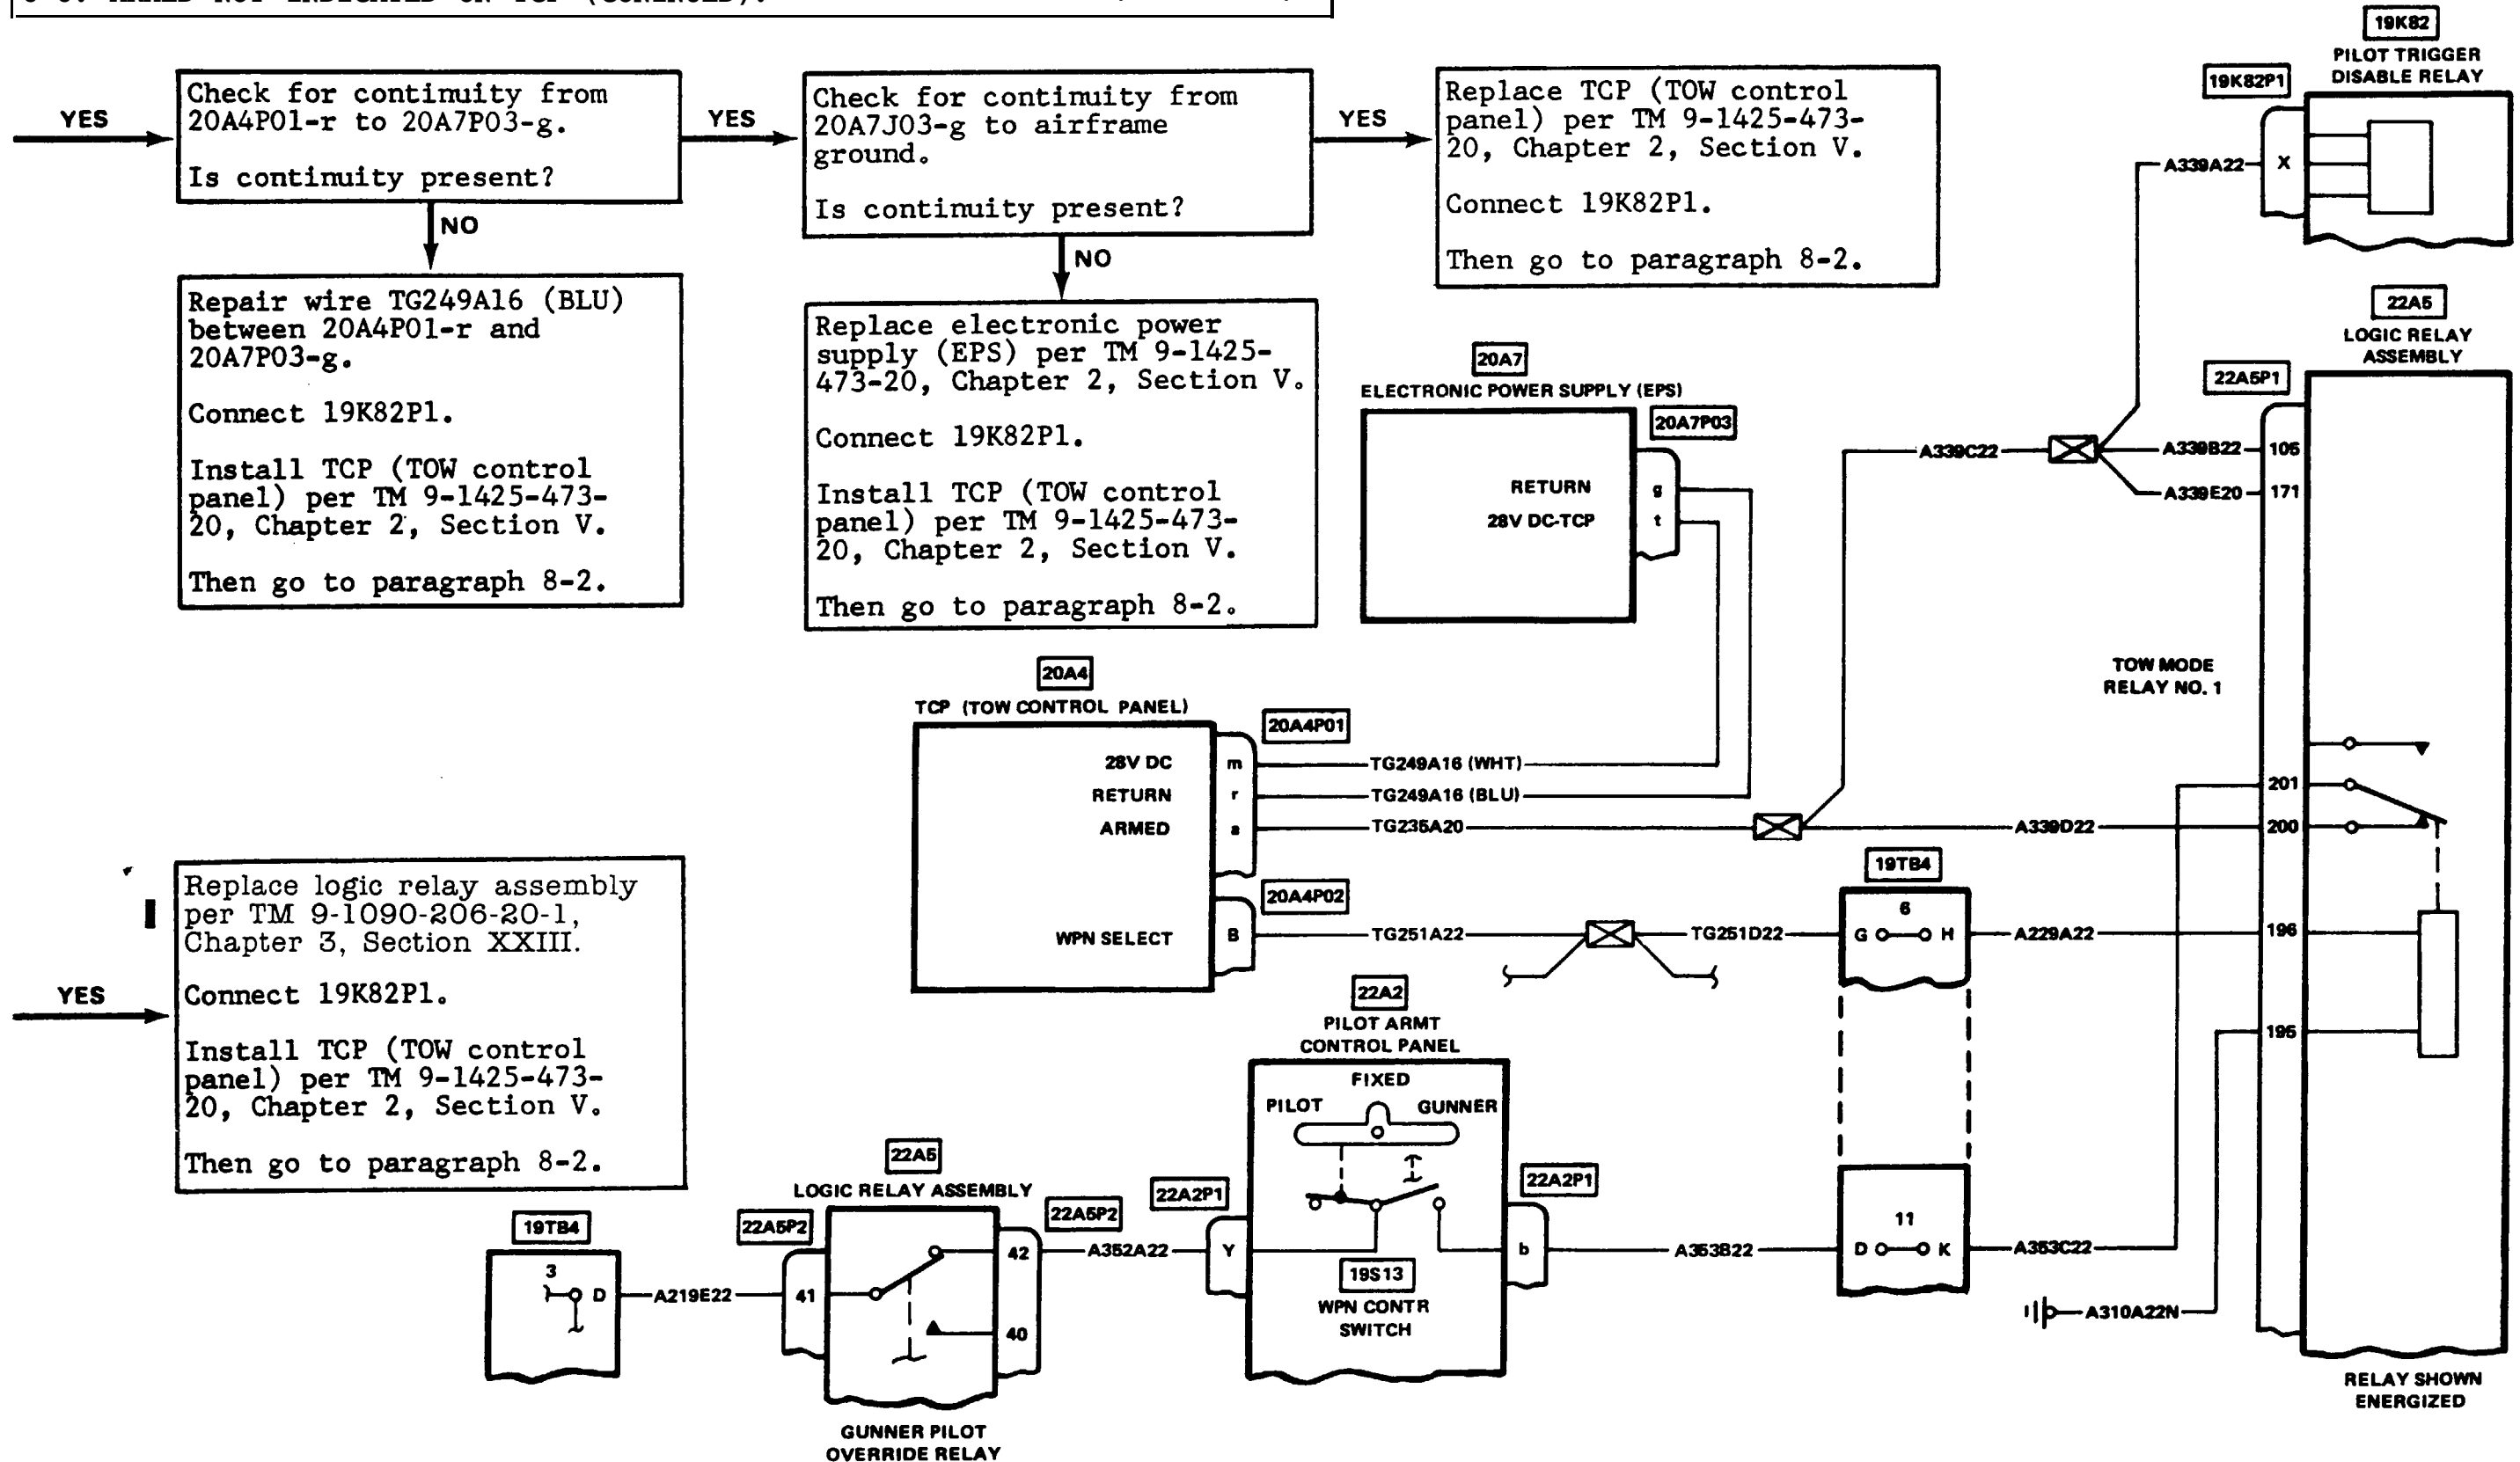 YES
Check for continuity from
20A4P01-r to 20A7P03-g.
Is continuity present?
YES
NO
Check for continuity from
20A7J03-g to airframe
ground.
Is continuity present?
YES
NO
Replace TCP (TOW control
panel) per TM 9-1425-473-
20, Chapter 2, Section V.
Connect 19K82P1.
Then go to paragraph 8-2.
Repair wire TG249A16 (BLU)
between 20A4P01-r and
20A7P03-g.
Connect 19K82P1.
Install TCP (TOW control
panel) per TM 9-1425-473-
20, Chapter 2, Section V.
Then go to paragraph 8-2.
Replace electronic power
supply (EPS) per TM 9-1425-
473-20, Chapter 2, Section V.
Connect 19K82P1.
Install TCP (TOW control
panel) per TM 9-1425-473-
20, Chapter 2, Section V.
Then go to paragraph 8-2.
YES
Replace logic relay assembly
per TM 9-1090-206-20-1,
Chapter 3, Section XXIII.
Connect 19K82P1.
Install TCP (TOW control
panel) per TM 9-1425-473-
20, Chapter 2, Section V.
Then go to paragraph 8-2.
19K82
PILOT TRIGGER
DISABLE RELAY
19K82P1
A339A22
X
22A5
LOGIC RELAY
ASSEMBLY
22A5P1
A339C22
A339B22
105
A339E20
171
20A7
ELECTRONIC POWER SUPPLY (EPS)
20A7P03
RETURN
g
28V DC-TCP
t
TOW MODE
RELAY NO. 1
20A4
TCP (TOW CONTROL PANEL)
20A4P01
28V DC
m
TG249A16 (WHT)
RETURN
r
TG249A16 (BLU)
201
ARMED
a
TG235A20
A339D22
200
20A4P02
19TB4
6
WPN SELECT
B
TG251A22
TG251D22
G
H
A229A22
196
195
22A2
PILOT ARMT
CONTROL PANEL
FIXED
PILOT
GUNNER
22A5
LOGIC RELAY ASSEMBLY
19TB4
22A5P2
22A5P2
22A2P1
22A2P1
3
D
A219E22
41
42
40
A352A22
Y
19S13
WPN CONTR
SWITCH
b
A353B22
11
D
K
A353C22
A310A22N
GUNNER PILOT
OVERRIDE RELAY
RELAY SHOWN
ENERGIZED